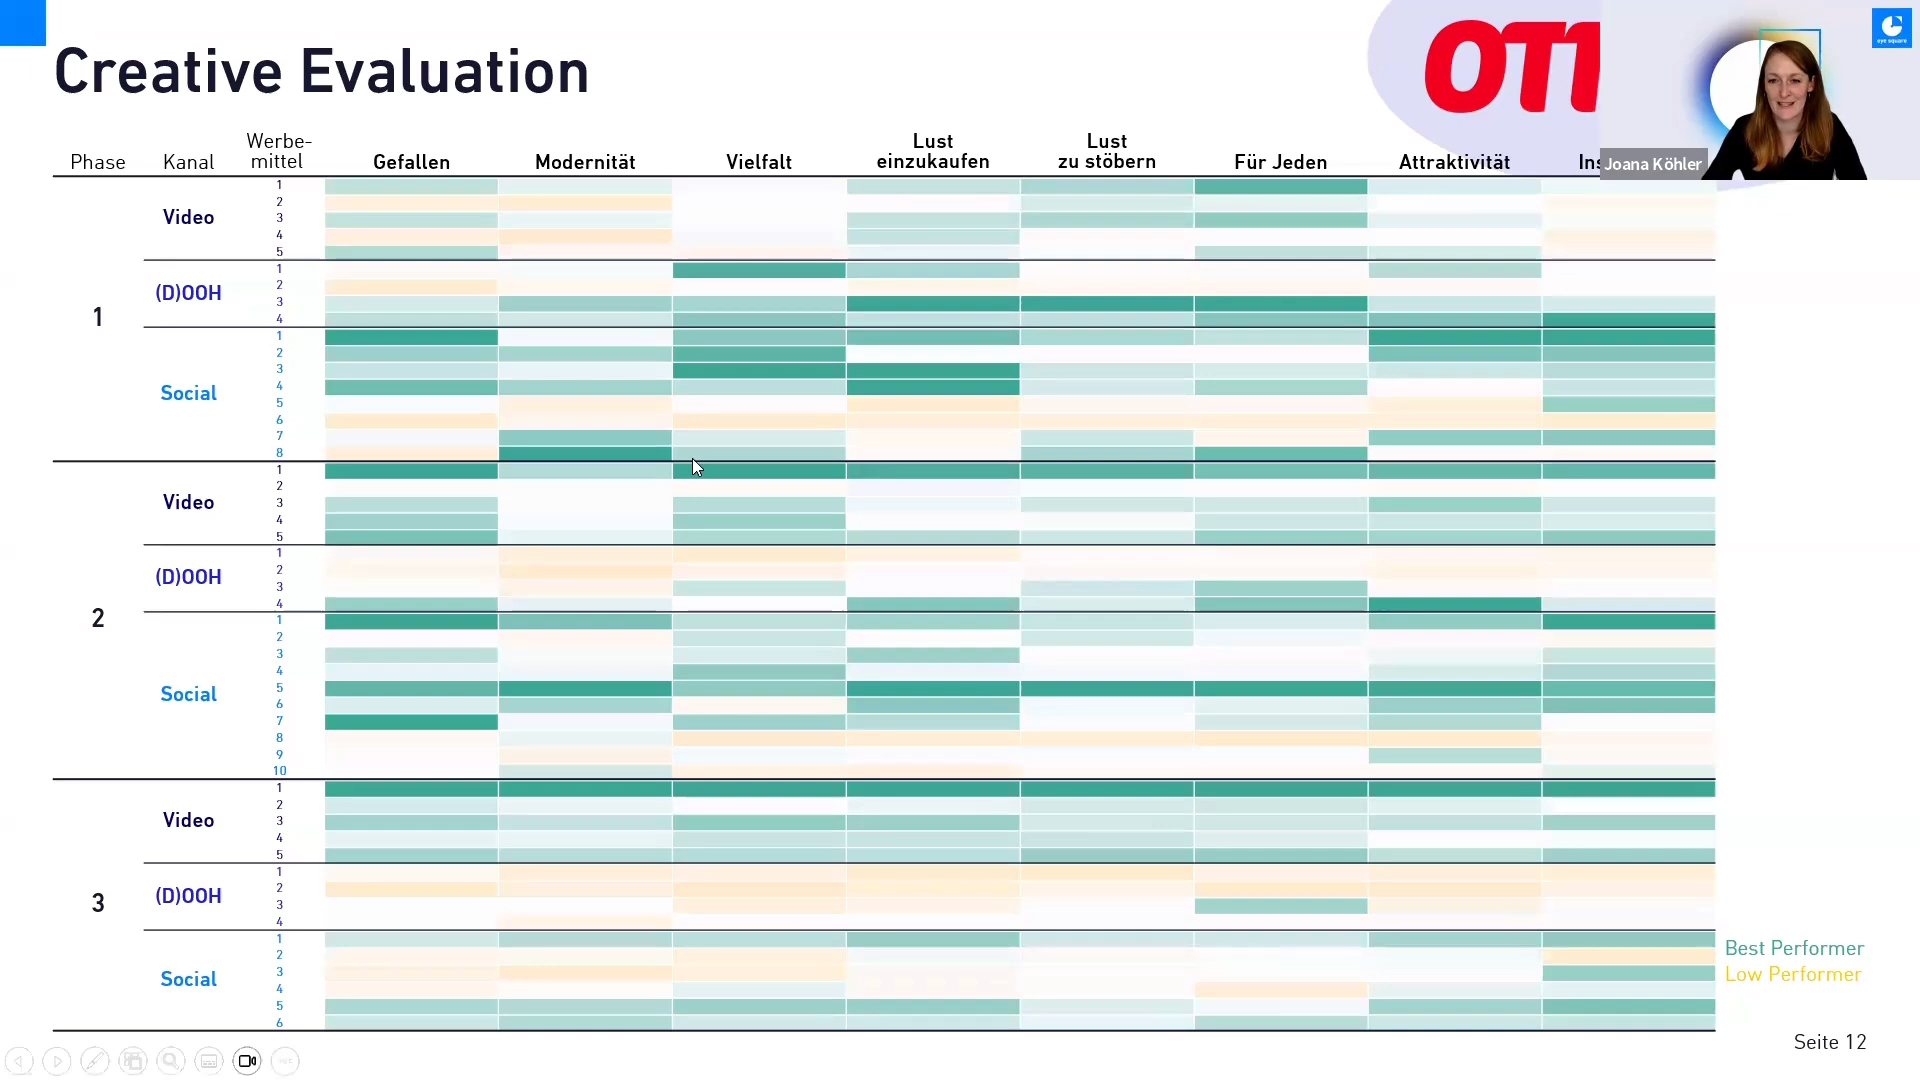 Creative Evaluation
OTT
eye square
Joana Köhler
Phase Kanal Werbe-
mittel Gefallen Modernität Vielfalt Lust
einzukaufen Lust
zu stöbern Für Jeden Attraktivität Ins
1
Video
1
2
3
4
5
(D)OOH
1
2
3
4
Social
1
2
3
4
5
6
7
8
2
Video
1
2
3
4
5
(D)OOH
1
2
3
4
Social
1
2
3
4
5
6
7
8
9
10
3
Video
1
2
3
4
5
(D)OOH
1
2
3
4
Social
1
2
3
4
5
6
Best Performer
Low Performer
Seite 12